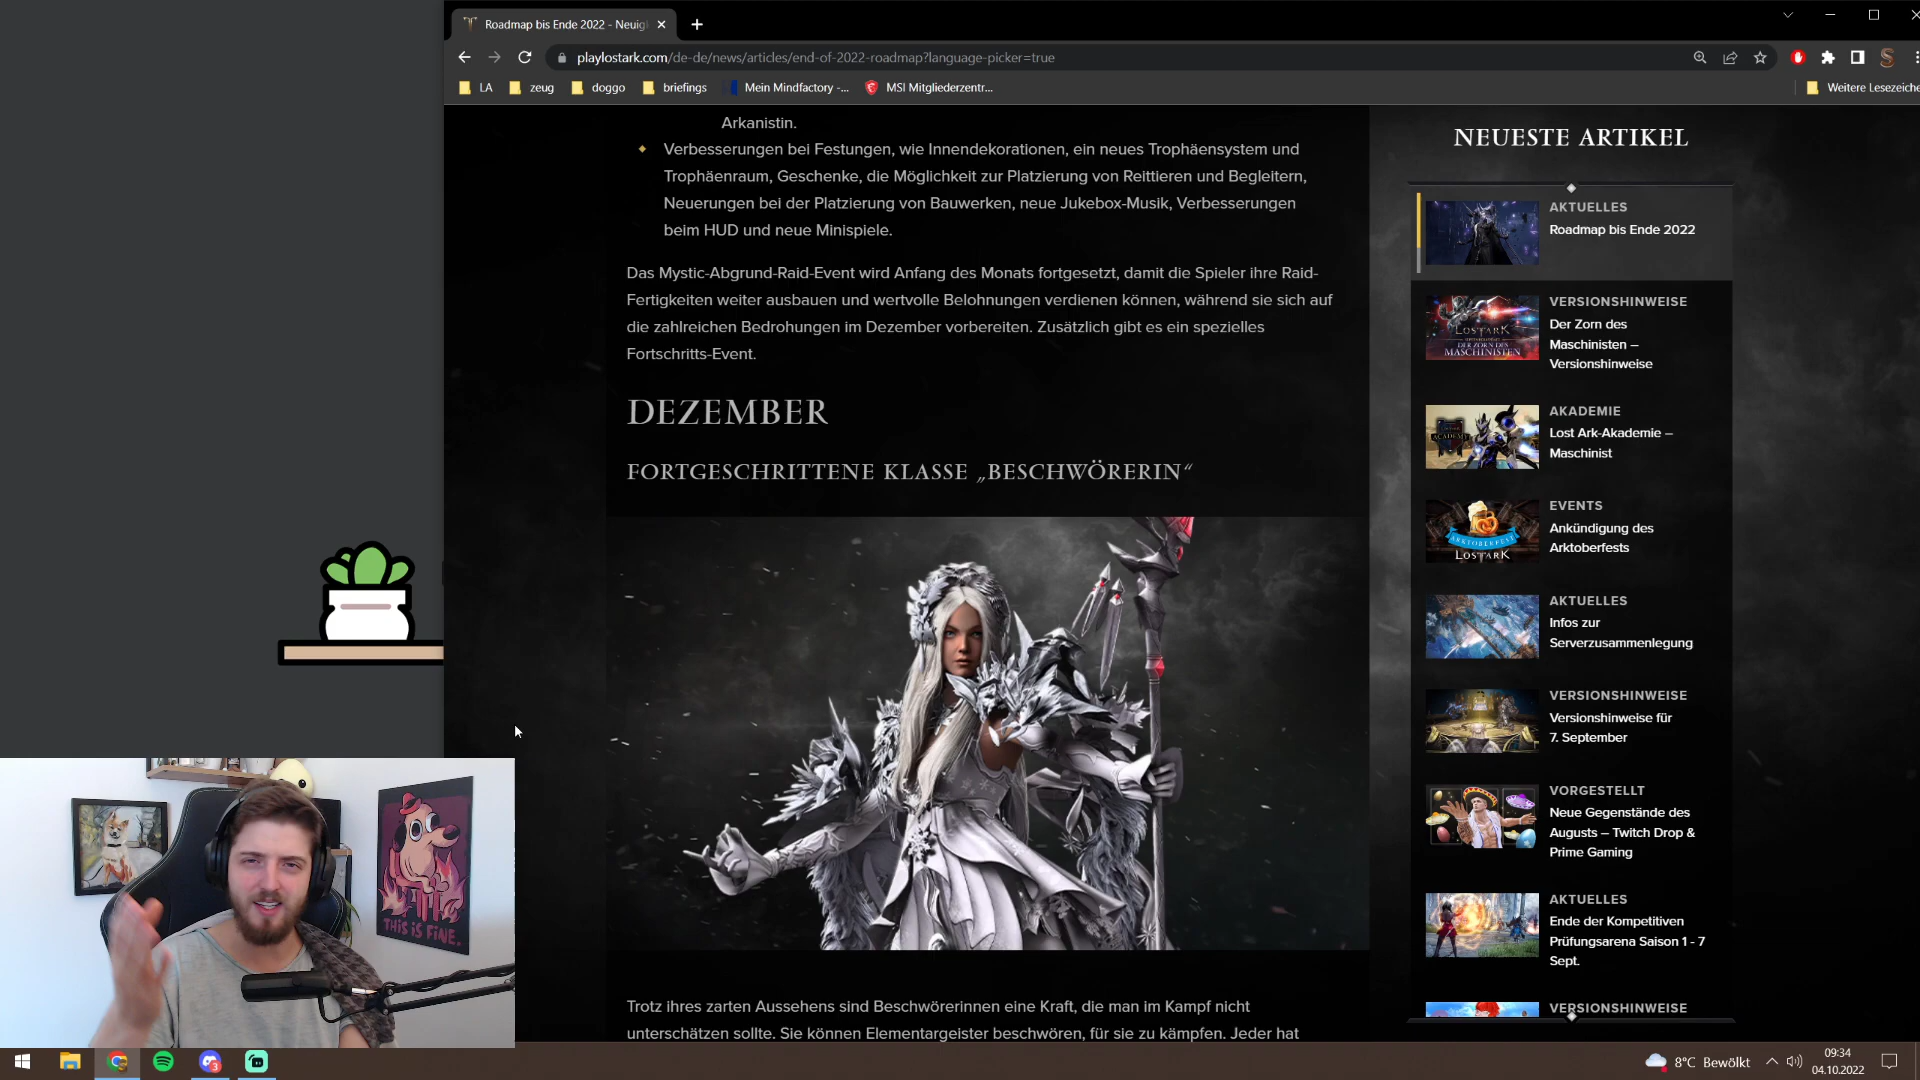 Roadmap bis Ende 2022 - Neuig
playlostark.com/de-de/news/articles/end-of-2022-roadmap?language-picker=true
LA
zeug
doggo
briefings
Mein Mindfactory -...
MSI Mitgliederzentr...
Weitere Lesezeiche
Arkanistin.
Verbesserungen bei Festungen, wie Innendekorationen, ein neues Trophäensystem und
Trophäenraum, Geschenke, die Möglichkeit zur Platzierung von Reittieren und Begleitern,
Neuerungen bei der Platzierung von Bauwerken, neue Jukebox-Musik, Verbesserungen
beim HUD und neue Minispiele.
Das Mystic-Abgrund-Raid-Event wird Anfang des Monats fortgesetzt, damit die Spieler ihre Raid-
Fertigkeiten weiter ausbauen und wertvolle Belohnungen verdienen können, während sie sich auf
die zahlreichen Bedrohungen im Dezember vorbereiten. Zusätzlich gibt es ein spezielles
Fortschritts-Event.
DEZEMBER
FORTGESCHRITTENE KLASSE „BESCHWÖRERIN“
Trotz ihres zarten Aussehens sind Beschwörerinnen eine Kraft, die man im Kampf nicht
unterschätzen sollte. Sie können Elementargeister beschwören, für sie zu kämpfen. Jeder hat
NEUESTE ARTIKEL
AKTUELLES
Roadmap bis Ende 2022
VERSIONSHINWEISE
Der Zorn des
Maschinisten –
Versionshinweise
LOSTARK
DER ZORN DES
MASCHINISTEN
AKADEMIE
Lost Ark-Akademie –
Maschinist
ACADEMY
EVENTS
Ankündigung des
Arktoberfests
ARKTOBERFEST
LOSTARK
AKTUELLES
Infos zur
Serverzusammenlegung
VERSIONSHINWEISE
Versionshinweise für
7. September
VORGESTELLT
Neue Gegenstände des
Augusts – Twitch Drop &
Prime Gaming
AKTUELLES
Ende der Kompetitiven
Prüfungsarena Saison 1 - 7
Sept.
VERSIONSHINWEISE
THIS IS FINE.
3
8°C Bewölkt
09:34
04.10.2022